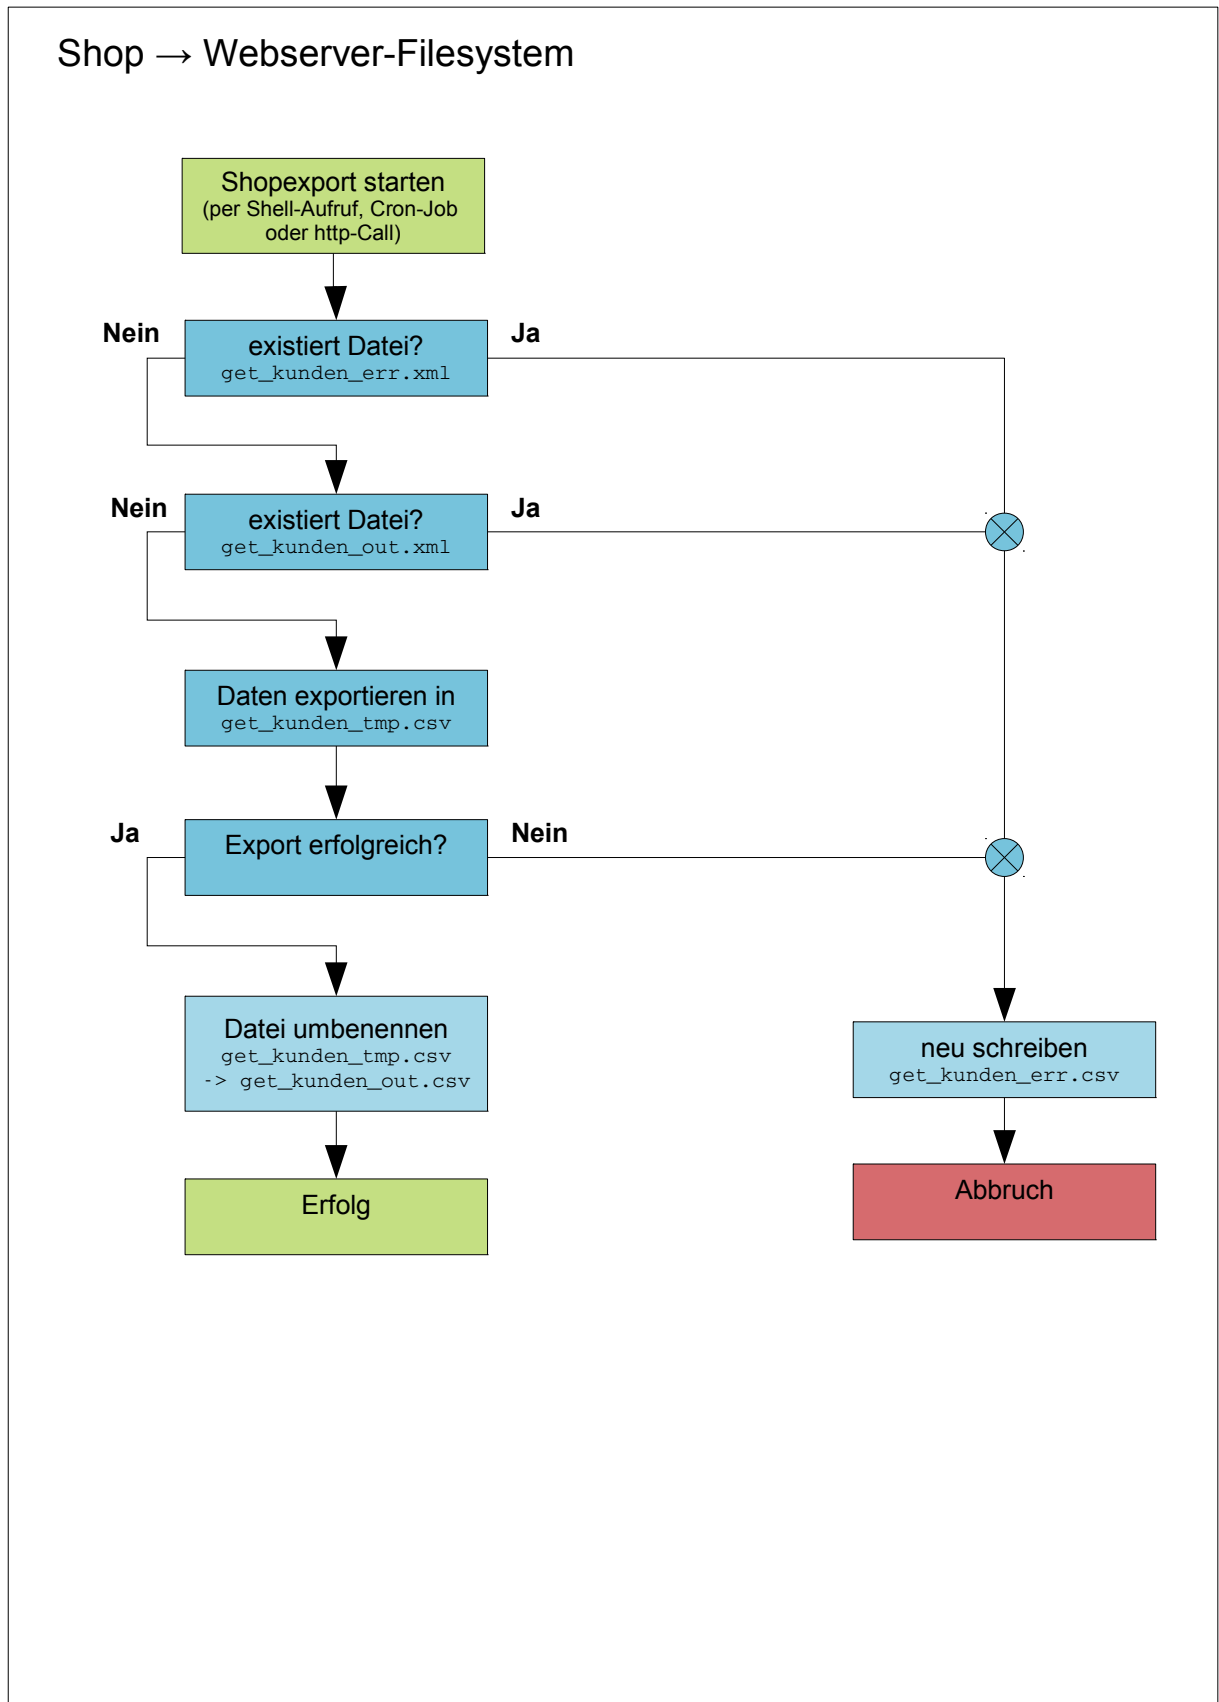 Shop → Webserver-Filesystem
Shopexport starten
(per Shell-Aufruf, Cron-Job
oder http-Call)
Nein
Ja
existiert Datei?
get_kunden_err.xml
Nein
Ja
existiert Datei?
get_kunden_out.xml
Daten exportieren in
get_kunden_tmp.csv
Ja
Nein
Export erfolgreich?
Datei umbenennen
get_kunden_tmp.csv
-> get_kunden_out.csv
neu schreiben
get_kunden_err.csv
Erfolg
Abbruch